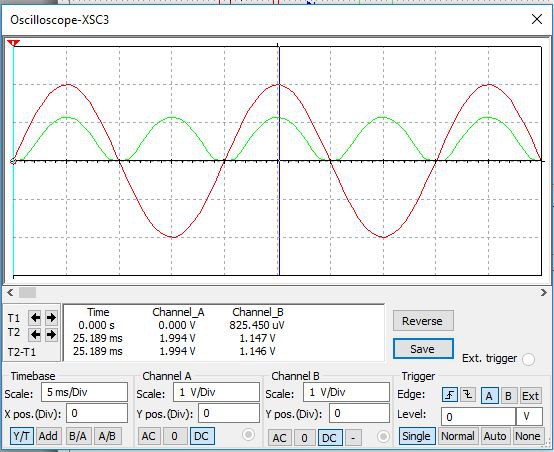 Oscilloscope-XSC3
T1
T2
T2-T1
Time Channel_A Channel_B
0.000 s 0.000 V 825.450 uV
25.189 ms 1.994 V 1.147 V
25.189 ms 1.994 V 1.146 V
Reverse
Save
Ext. trigger
Timebase
Scale: 5 ms/Div
X pos.(Div): 0
Y/T Add B/A A/B
Channel A
Scale: 1 V/Div
Y pos.(Div): 0
AC 0 DC
Channel B
Scale: 1 V/Div
Y pos.(Div): 0
AC 0 DC -
Trigger
Edge: A B Ext
Level: 0 V
Single Normal Auto None